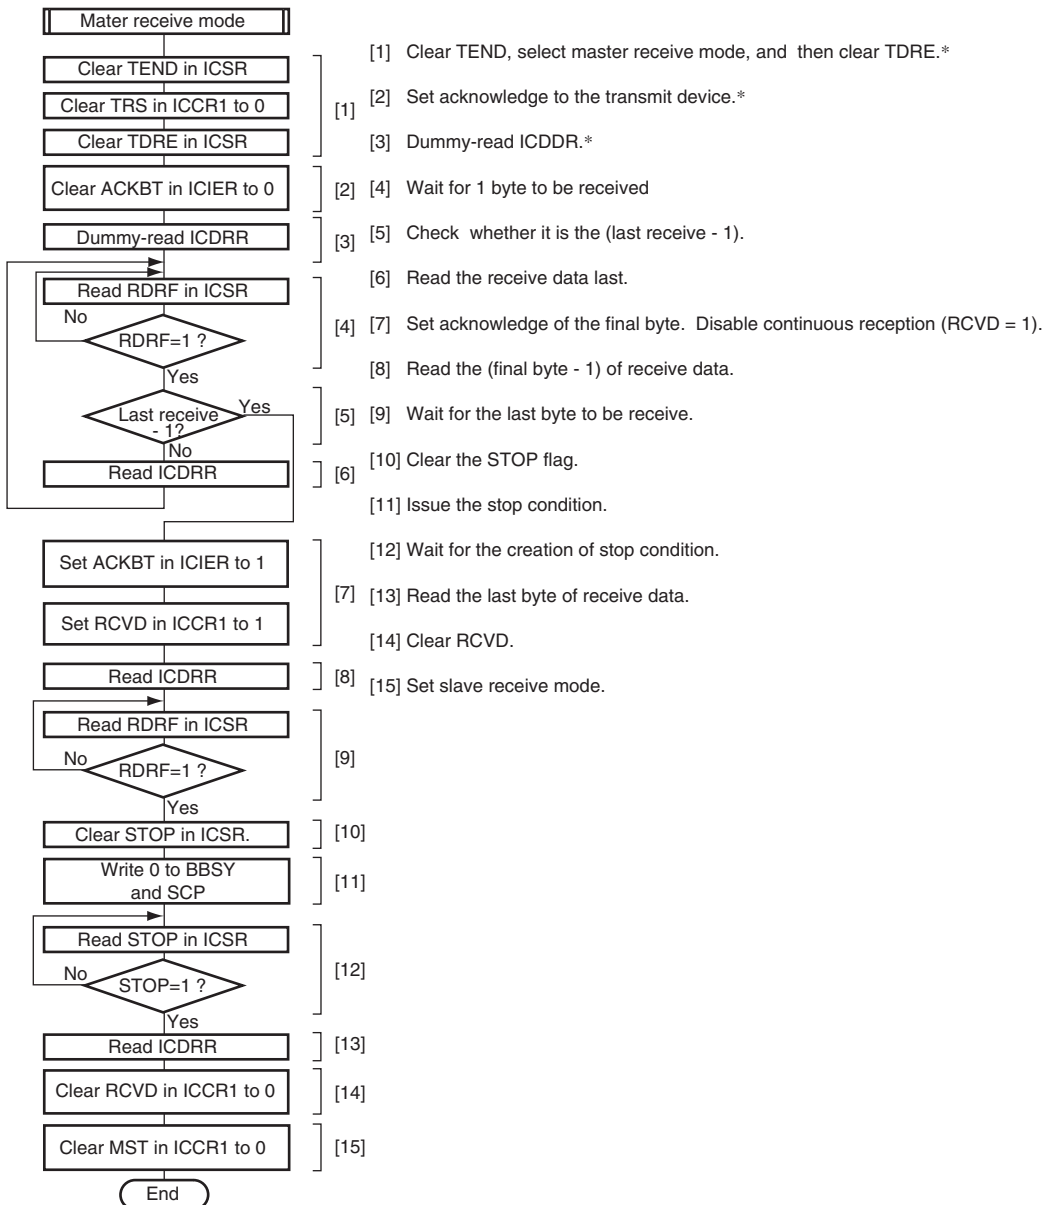 Mater receive mode
Clear TEND in ICSR
Clear TRS in ICCR1 to 0
Clear TDRE in ICSR
[1]
Clear ACKBT in ICIER to 0
[2]
Dummy-read ICDRR
[3]
Read RDRF in ICSR
No
RDRF=1 ?
[4]
Yes
Last receive
- 1?
Yes
[5]
No
Read ICDRR
[6]
Set ACKBT in ICIER to 1
[7]
Set RCVD in ICCR1 to 1
Read ICDRR
[8]
Read RDRF in ICSR
No
RDRF=1 ?
[9]
Yes
Clear STOP in ICSR.
[10]
Write 0 to BBSY
and SCP
[11]
Read STOP in ICSR
No
STOP=1 ?
[12]
Yes
Read ICDRR
[13]
Clear RCVD in ICCR1 to 0
[14]
Clear MST in ICCR1 to 0
[15]
End
[1] Clear TEND, select master receive mode, and then clear TDRE.*
[2] Set acknowledge to the transmit device.*
[3] Dummy-read ICDDR.*
[4] Wait for 1 byte to be received
[5] Check whether it is the (last receive - 1).
[6] Read the receive data last.
[7] Set acknowledge of the final byte. Disable continuous reception (RCVD = 1).
[8] Read the (final byte - 1) of receive data.
[9] Wait for the last byte to be receive.
[10] Clear the STOP flag.
[11] Issue the stop condition.
[12] Wait for the creation of stop condition.
[13] Read the last byte of receive data.
[14] Clear RCVD.
[15] Set slave receive mode.